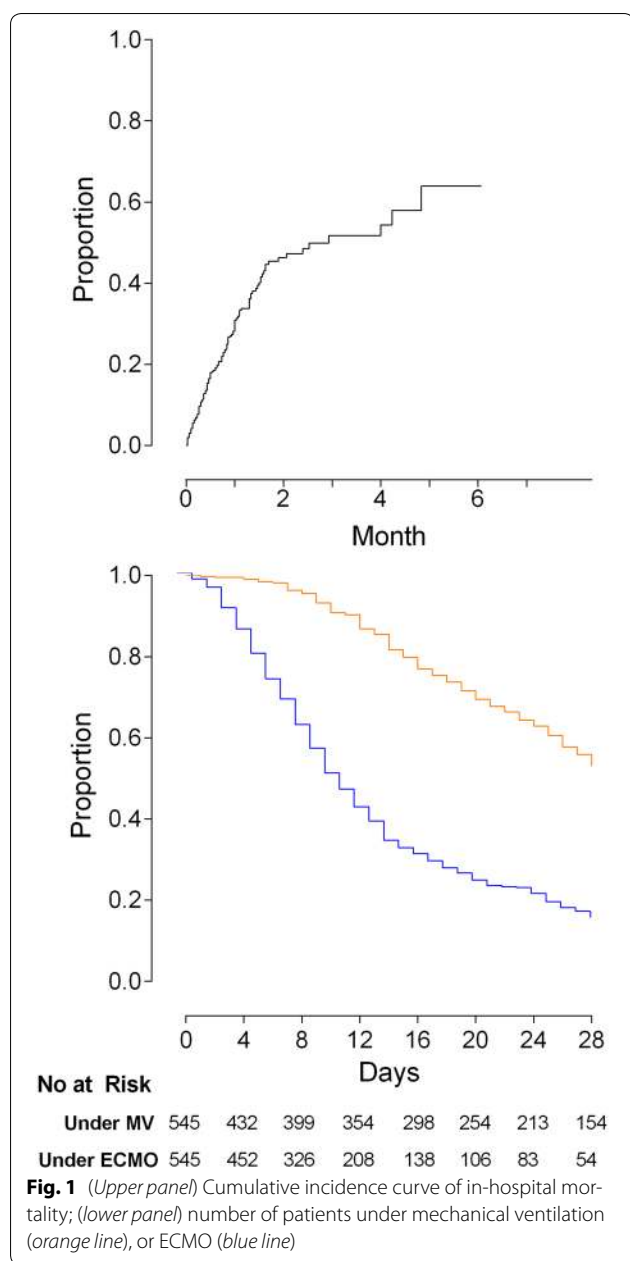 1.0
0.8
0.6
0.4
0.2
0.0
Proportion
0 2 4 6
Month
1.0
0.8
0.6
0.4
0.2
0.0
Proportion
0 4 8 12 16 20 24 28
Days
No at Risk
Under MV 545 432 399 354 298 254 213 154
Under ECMO 545 452 326 208 138 106 83 54
Fig. 1 (Upper panel) Cumulative incidence curve of in-hospital mor-
tality; (lower panel) number of patients under mechanical ventilation
(orange line), or ECMO (blue line)